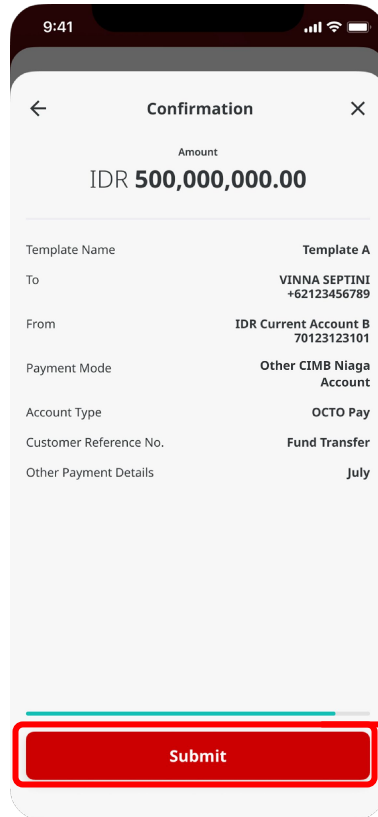 9:41
Confirmation
Amount
IDR 500,000,000.00
Template Name Template A
To VINNA SEPTINI
+62123456789
From IDR Current Account B
70123123101
Payment Mode Other CIMB Niaga
Account
Account Type OCTO Pay
Customer Reference No. Fund Transfer
Other Payment Details July
Submit